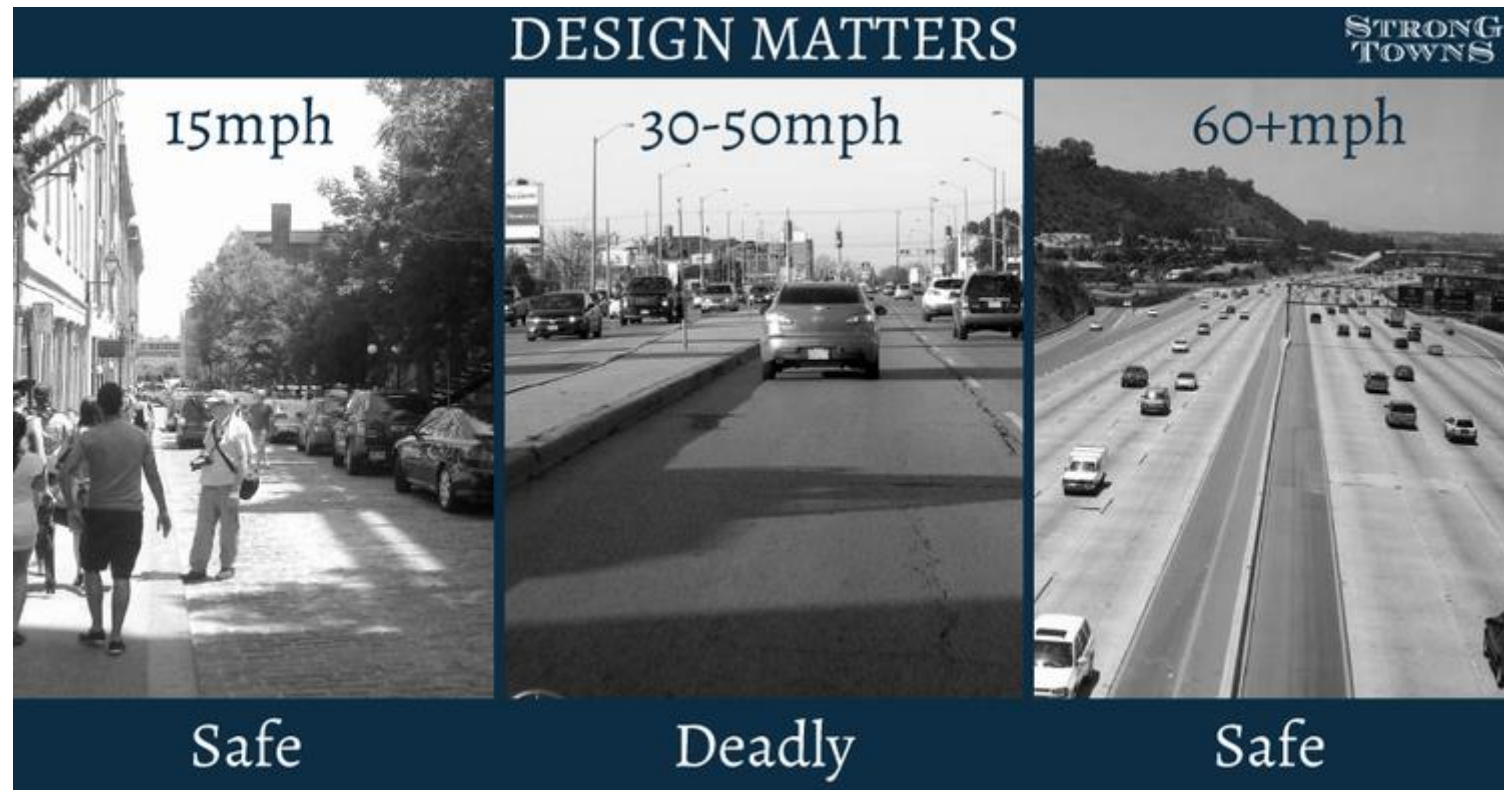 DESIGN MATTERS
STRONG
TOWNS
15mph
30-50mph
60+mph
Safe
Deadly
Safe